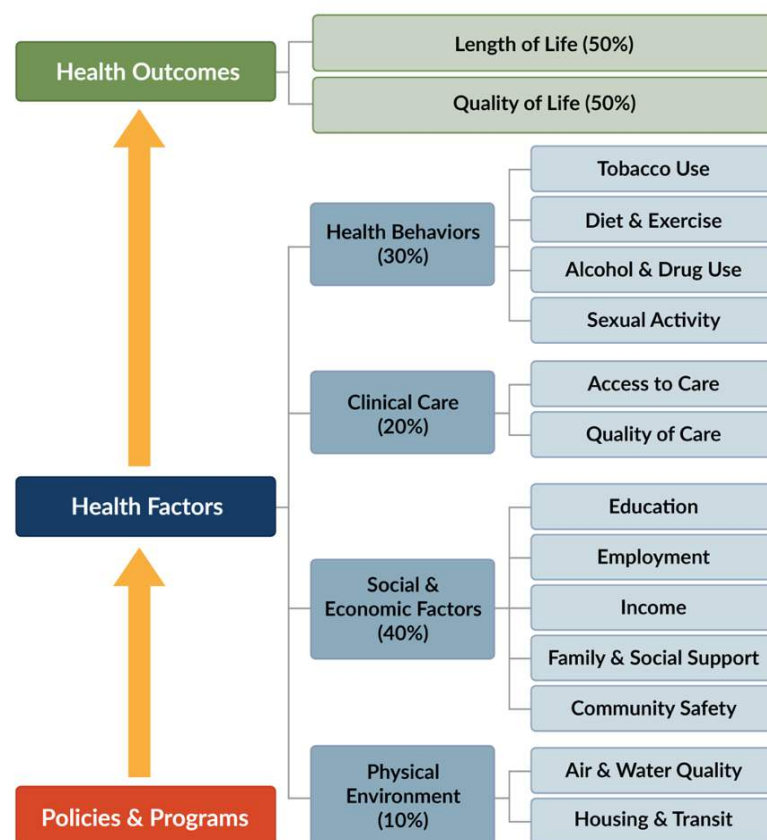 Health Outcomes
Length of Life (50%)
Quality of Life (50%)
Health Factors
Health Behaviors
(30%)
Tobacco Use
Diet & Exercise
Alcohol & Drug Use
Sexual Activity
Clinical Care
(20%)
Access to Care
Quality of Care
Social &
Economic Factors
(40%)
Education
Employment
Income
Family & Social Support
Community Safety
Physical
Environment
(10%)
Air & Water Quality
Housing & Transit
Policies & Programs